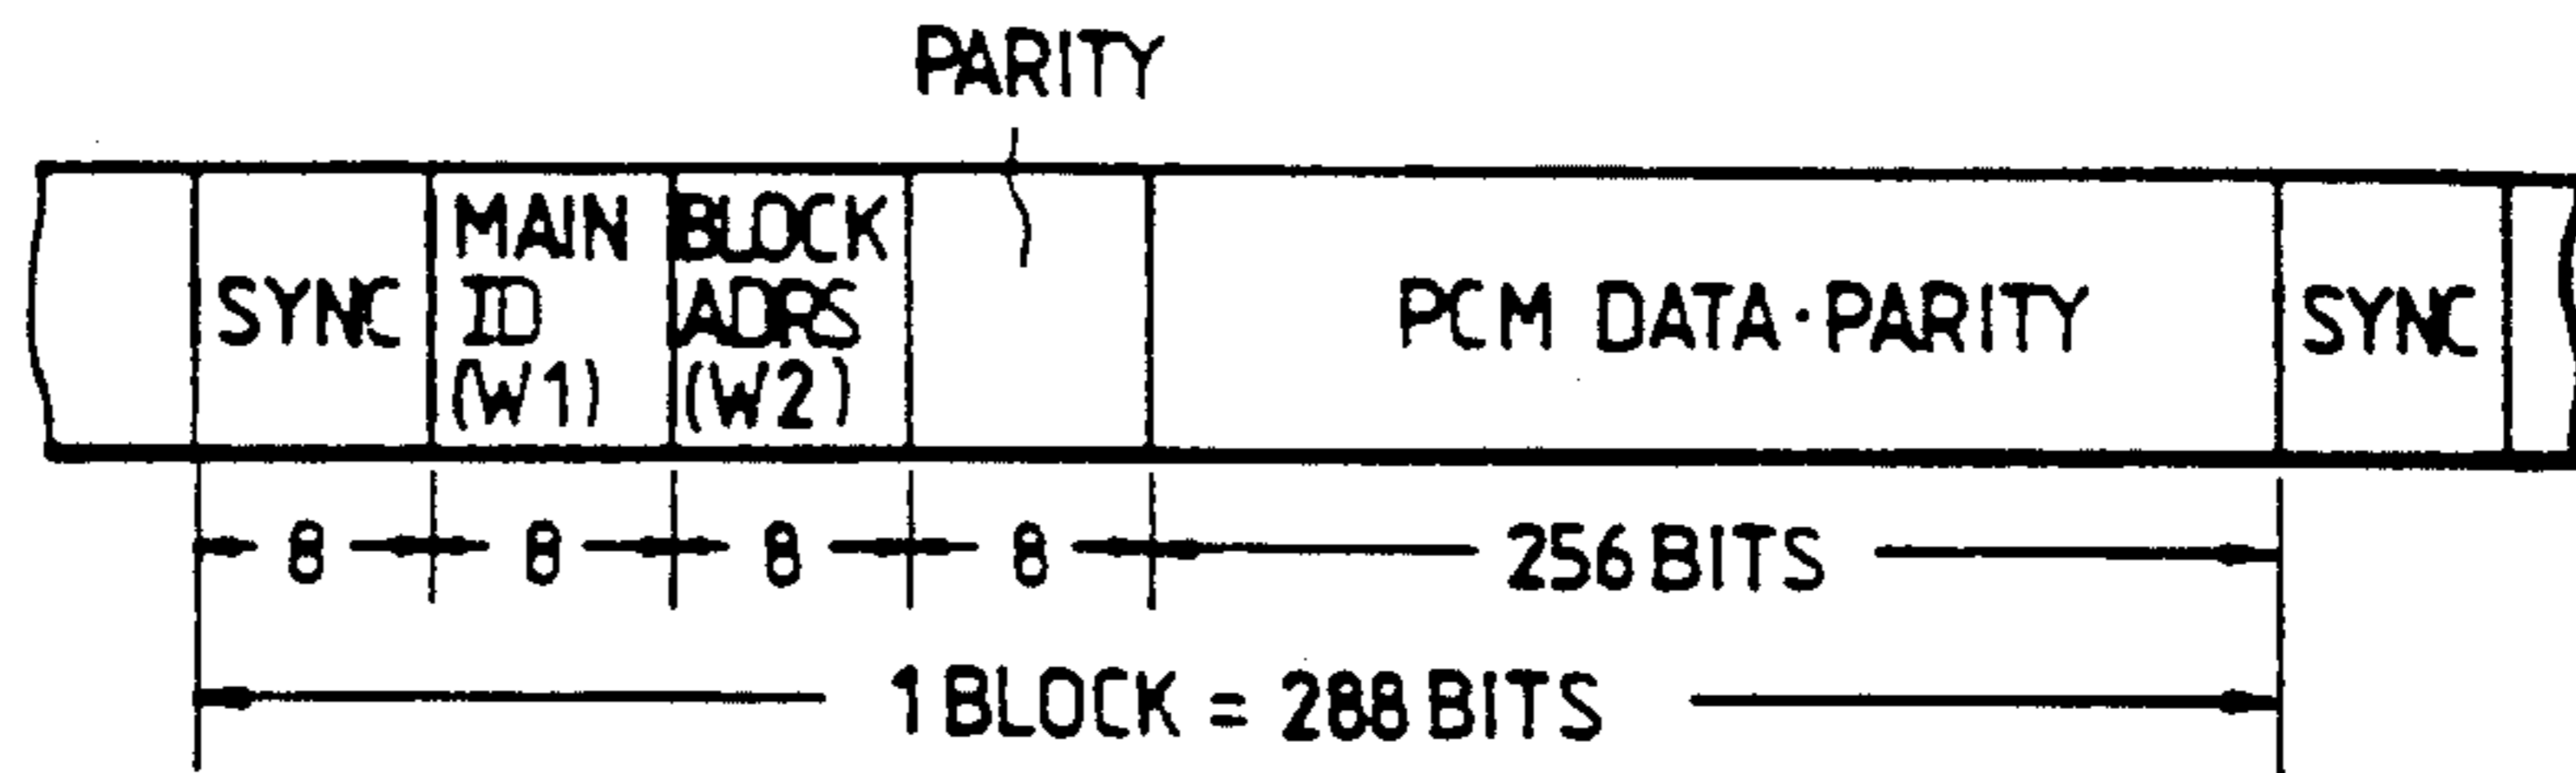 PARITY
SYNC
MAIN
ID
(W1)
BLOCK
ADRS
(W2)
PCM DATA·PARITY
SYNC
8 8 8 8 256 BITS
1 BLOCK = 288 BITS